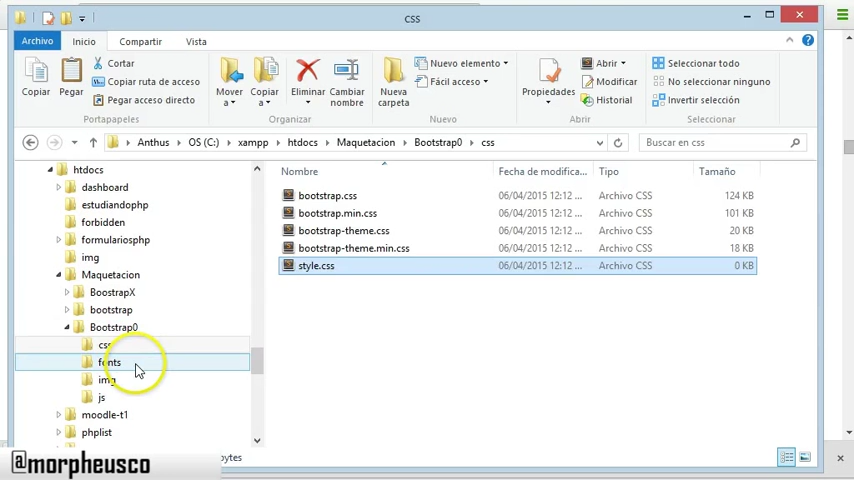 css
Archivo Inicio Compartir Vista
Copiar Pegar Cortar Copiar ruta de acceso Pegar acceso directo
Portapapeles
Mover a Copiar a Eliminar Cambiar nombre
Organizar
Nueva carpeta Nuevo elemento Fácil acceso
Nuevo
Propiedades Abrir Modificar Historial
Abrir
Seleccionar todo No seleccionar ninguno Invertir selección
Seleccionar
Anthus OS (C:) xampp htdocs Maquetacion Bootstrap0 css Buscar en css
Nombre Fecha de modifica... Tipo Tamaño
bootstrap.css 06/04/2015 12:12 ... Archivo CSS 124 KB
bootstrap.min.css 06/04/2015 12:12 ... Archivo CSS 101 KB
bootstrap-theme.css 06/04/2015 12:12 ... Archivo CSS 20 KB
bootstrap-theme.min.css 06/04/2015 12:12 ... Archivo CSS 18 KB
style.css 06/04/2015 12:12 ... Archivo CSS 0 KB
htdocs
dashboard
estudiandophp
forbidden
formulariosphp
img
Maquetacion
BoostrapX
bootstrap
Bootstrap0
css
fonts
img
js
moodle-t1
phplist
@morpheusco
bytes